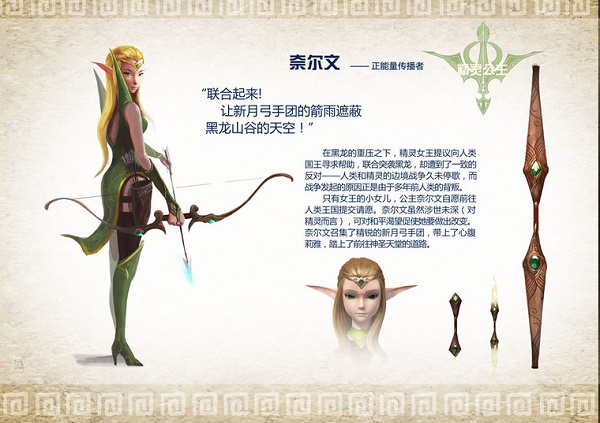 奈尔文 —— 正能量传播者
精灵公主
“联合起来!
让新月弓手团的箭雨遮蔽
黑龙山谷的天空！”
在黑龙的重压之下，精灵女王提议向人类
国王寻求帮助，联合突袭黑龙，却遭到了一致的
反对——人类和精灵的边境战争久未停歇，而
战争发起的原因正是由于多年前人类的背叛。
只有女王的小女儿，公主奈尔文自愿前往
人类王国提交请愿。奈尔文虽然涉世未深（对
精灵而言），可对和平渴望促使她要做出改变。
奈尔文召集了精锐的新月弓手团，带上了心腹
莉雅，踏上了前往神圣天堂的道路。